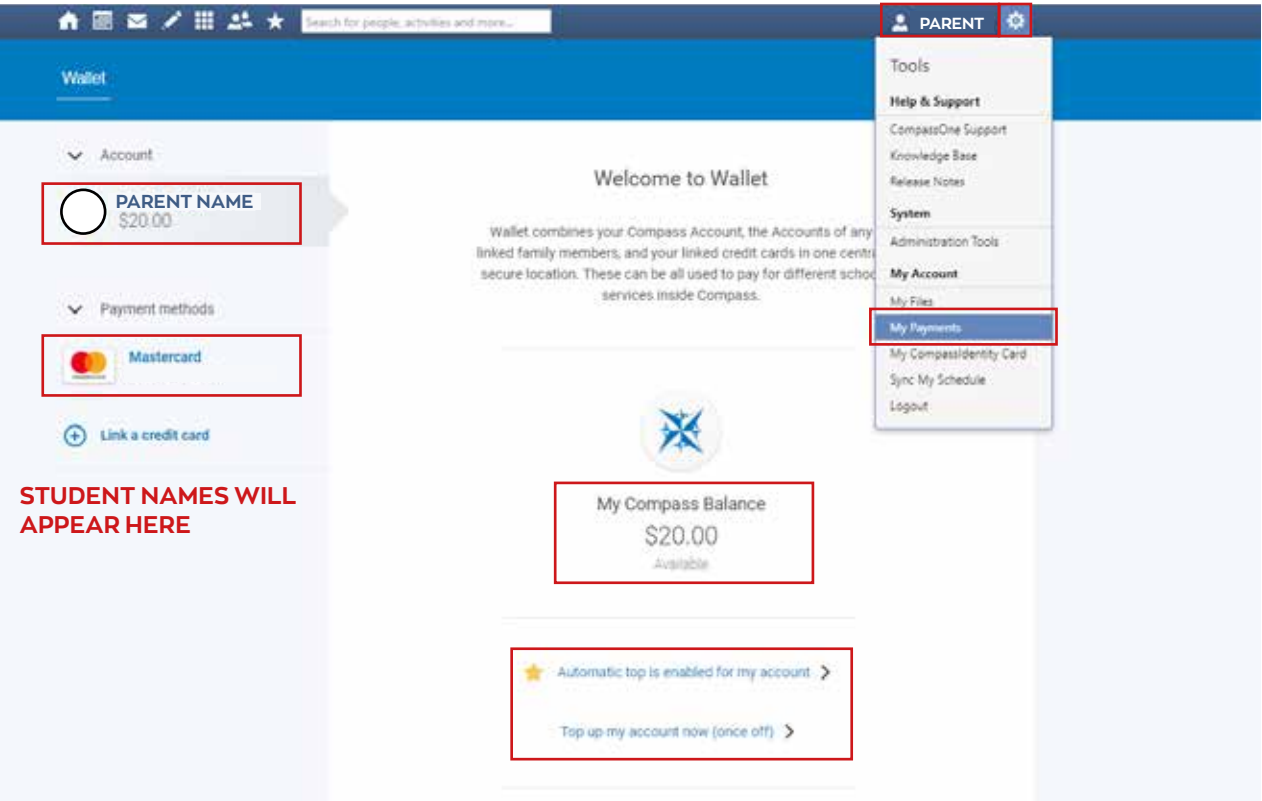 Search for people, activities and more...
PARENT
Wallet
Tools
Help & Support
CompassOne Support
Knowledge Base
Release Notes
System
Administration Tools
My Account
My Files
My Payments
My CompassIdentity Card
Sync My Schedule
Logout
Account
PARENT NAME
$20.00
Payment methods
Mastercard
Link a credit card
STUDENT NAMES WILL
APPEAR HERE
Welcome to Wallet
Wallet combines your Compass Account, the Accounts of any
linked family members, and your linked credit cards in one centr
secure location. These can be all used to pay for different schoo
services inside Compass.
My Compass Balance
$20.00
Available
Automatic top is enabled for my account
Top up my account now (once off)